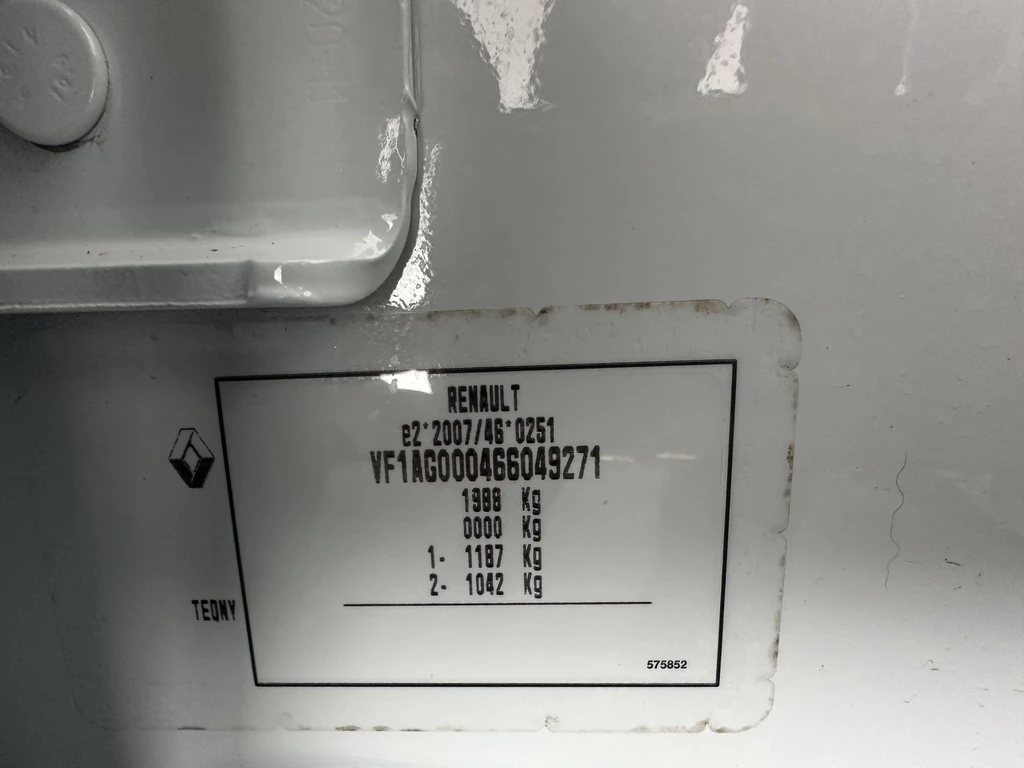 RENAULT
e2*2007/46*0251
VF1AG000466049271
1988 Kg
0000 Kg
1- 1187 Kg
2- 1042 Kg
TEQNY
575852